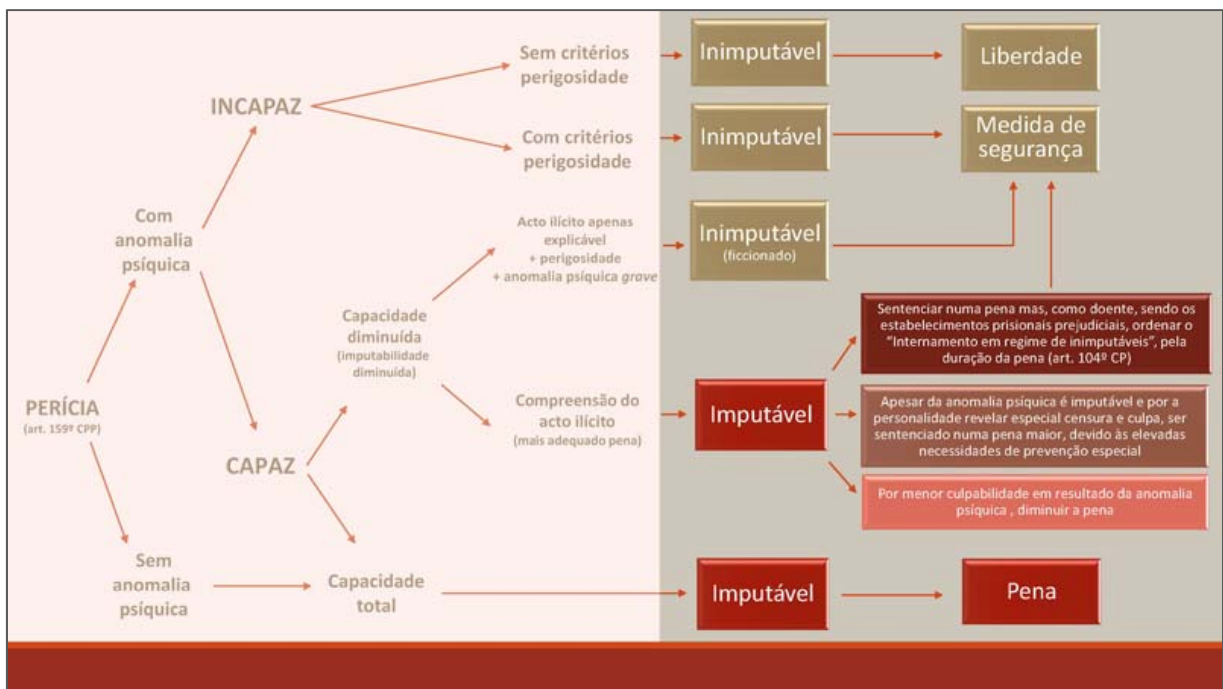 Sem critérios
perigosidade
Inimputável
Liberdade
INCAPAZ
Com critérios
perigosidade
Inimputável
Medida de
segurança
Com
anomalia
psíquica
Acto ilícito apenas
explicável
+ perigosidade
+ anomalia psíquica grave
Inimputável
(ficcionado)
Capacidade
diminuída
(imputabilidade
diminuída)
Sentenciar numa pena mas, como doente, sendo os
estabelecimentos prisionais prejudiciais, ordenar o
“Internamento em regime de inimputáveis”, pela
duração da pena (art. 104º CP)
PERÍCIA
(art. 159º CPP)
Compreensão do
acto ilícito
(mais adequado pena)
Imputável
Apesar da anomalia psíquica é imputável e por a
personalidade revelar especial censura e culpa, ser
sentenciado numa pena maior, devido às elevadas
necessidades de prevenção especial
CAPAZ
Por menor culpabilidade em resultado da anomalia
psíquica , diminuir a pena
Sem
anomalia
psíquica
Capacidade
total
Imputável
Pena